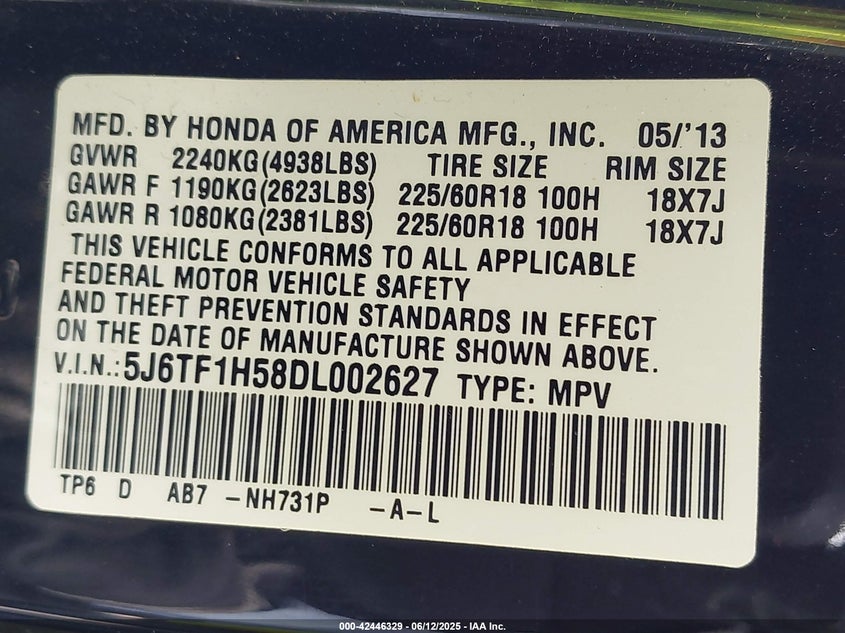 MFD. BY HONDA OF AMERICA MFG., INC. 05/'13
GVWR 2240KG(4938LBS) TIRE SIZE RIM SIZE
GAWR F 1190KG(2623LBS) 225/60R18 100H 18X7J
GAWR R 1080KG(2381LBS) 225/60R18 100H 18X7J
THIS VEHICLE CONFORMS TO ALL APPLICABLE
FEDERAL MOTOR VEHICLE SAFETY
AND THEFT PREVENTION STANDARDS IN EFFECT
ON THE DATE OF MANUFACTURE SHOWN ABOVE.
V.I.N.: 5J6TF1H58DL002627 TYPE: MPV
TP6 D AB7 -NH731P -A-L
000-42446329 - 06/12/2025 - IAA Inc.